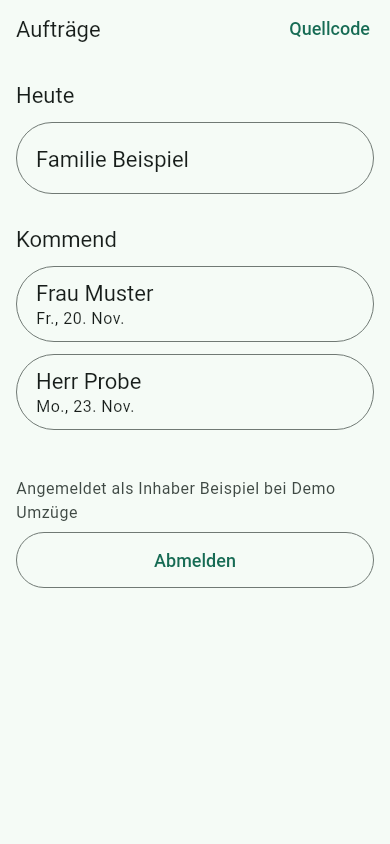 Aufträge
Quellcode
Heute
Familie Beispiel
Kommend
Frau Muster
Fr., 20. Nov.
Herr Probe
Mo., 23. Nov.
Angemeldet als Inhaber Beispiel bei Demo
Umzüge
Abmelden